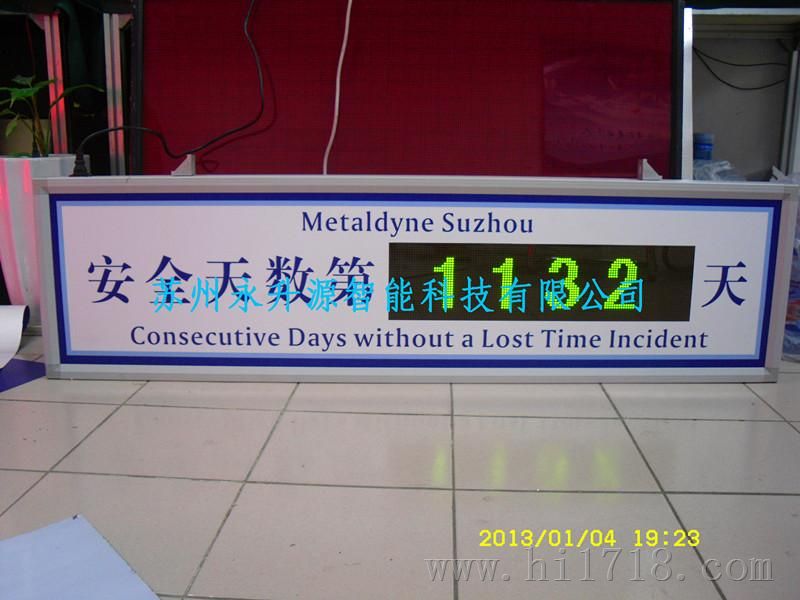 Metaldyne Suzhou
安全天数第 1132 天
苏州永升源智能科技有限公司
Consecutive Days without a Lost Time Incident
2013/01/04 19:23
www.hi1718.com